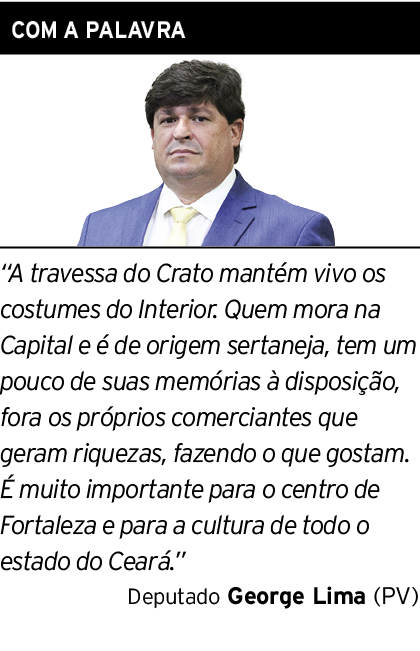 COM A PALAVRA
“A travessa do Crato mantém vivo os
costumes do Interior. Quem mora na
Capital e é de origem sertaneja, tem um
pouco de suas memórias à disposição,
fora os próprios comerciantes que
geram riquezas, fazendo o que gostam.
É muito importante para o centro de
Fortaleza e para a cultura de todo o
estado do Ceará.”
Deputado George Lima (PV)